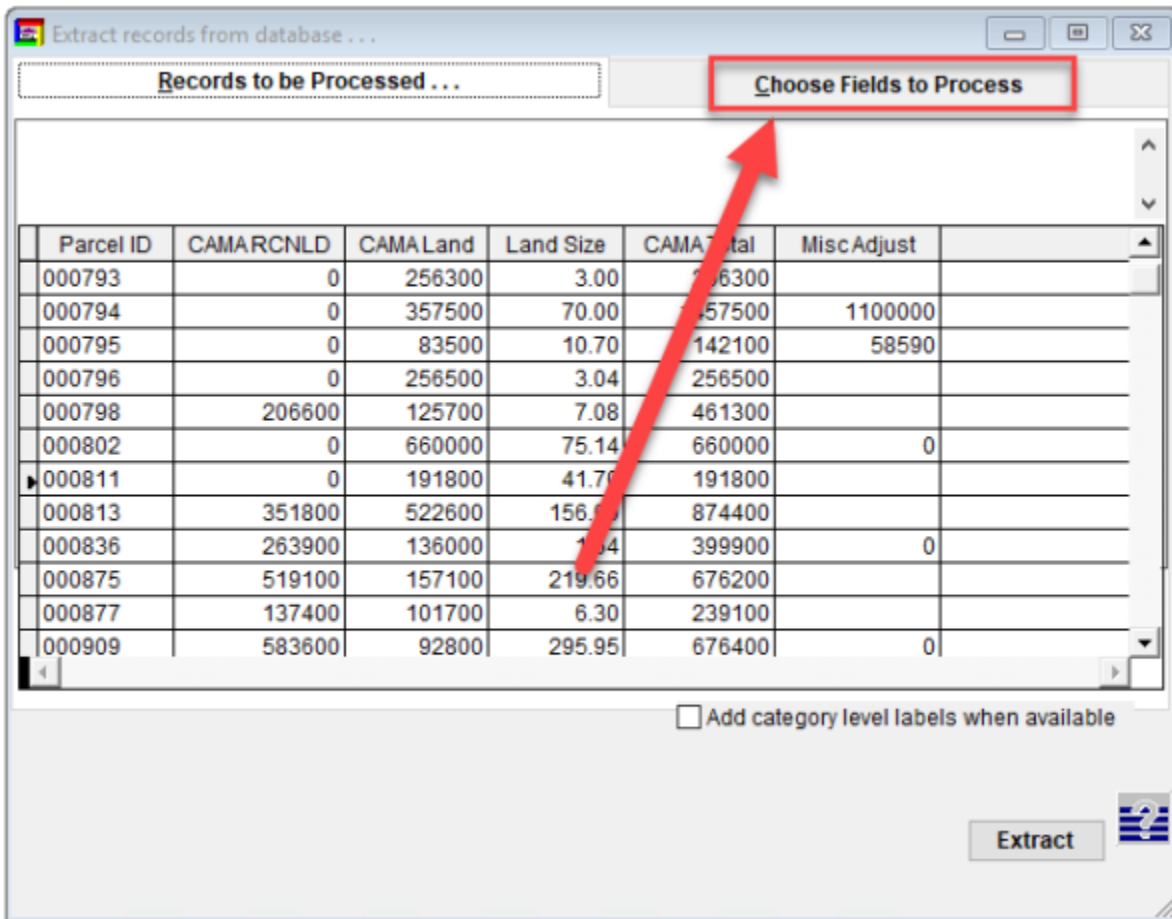 Extract records from database . . .
Records to be Processed . . . Choose Fields to Process
Parcel ID CAMA RCNLD CAMA Land Land Size CAMA Total Misc Adjust
000793 0 256300 3.00
000794 0 357500 70.00 1100000
000795 0 83500 10.70 142100 58590
000796 0 256500 3.04 256500
000798 206600 125700 7.08 461300
000802 0 660000 75.14 660000 0
000811 0 191800 191800
000813 351800 522600 874400
000836 263900 136000 399900 0
000875 519100 157100 219.66 676200
000877 137400 101700 6.30 239100
000909 583600 92800 295.95 676400 0
Add category level labels when available
Extract